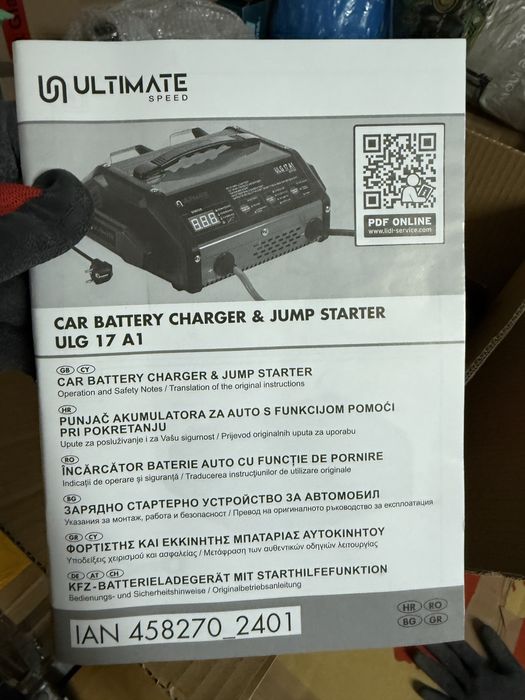 ULTIMATE
SPEED
ULG 17 A1
PDF ONLINE
www.lidl-service.com
CAR BATTERY CHARGER & JUMP STARTER
ULG 17 A1
GB CY
CAR BATTERY CHARGER & JUMP STARTER
Operation and Safety Notes / Translation of the original instructions
HR
PUNJAČ AKUMULATORA ZA AUTO S FUNKCIJOM POMOĆI
PRI POKRETANJU
Upute za posluživanje i za Vašu sigurnost / Prijevod originalnih uputa za uporabu
RO
ÎNCĂRCĂTOR BATERIE AUTO CU FUNCȚIE DE PORNIRE
Indicații de operare și siguranță / Traducerea instrucțiunilor de utilizare originale
BG
ЗАРЯДНО СТАРТЕРНО УСТРОЙСТВО ЗА АВТОМОБИЛ
Указания за монтаж, работа и безопасност / Превод на оригиналното ръководство за експлоатация
GR CY
ΦΟΡΤΙΣΤΗΣ ΚΑΙ ΕΚΚΙΝΗΤΗΣ ΜΠΑΤΑΡΙΑΣ ΑΥΤΟΚΙΝΗΤΟΥ
Υποδείξεις χειρισμού και ασφαλείας / Μετάφραση των αυθεντικών οδηγιών λειτουργίας
DE AT CH
KFZ-BATTERIELADEGERÄT MIT STARTHILFEFUNKTION
Bedienungs- und Sicherheitshinweise / Originalbetriebsanleitung
IAN 458270_2401
HR RO
BG GR